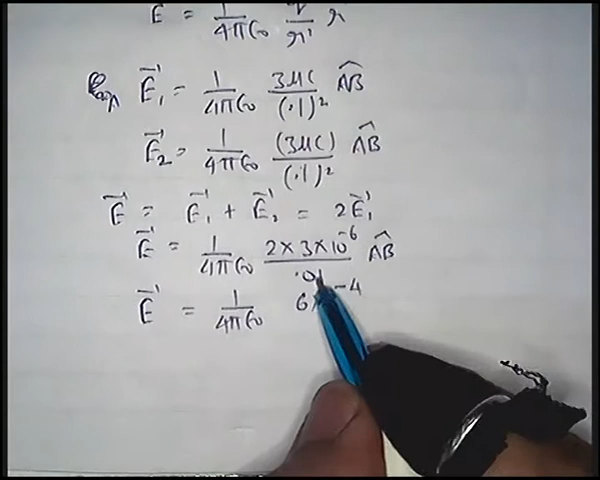 E = 1/4πϵ₀ q/r² r
E⃗₁ = 1/4πϵ₀ 3μC/(.1)² AB̂
E⃗₂ = 1/4πϵ₀ (3μC)/(.1)² AB̂
E⃗ = E⃗₁ + E⃗₂ = 2E⃗₁
E⃗ = 1/4πϵ₀ 2×3×10⁻⁶/.01 AB̂
E⃗ = 1/4πϵ₀ 6 -4